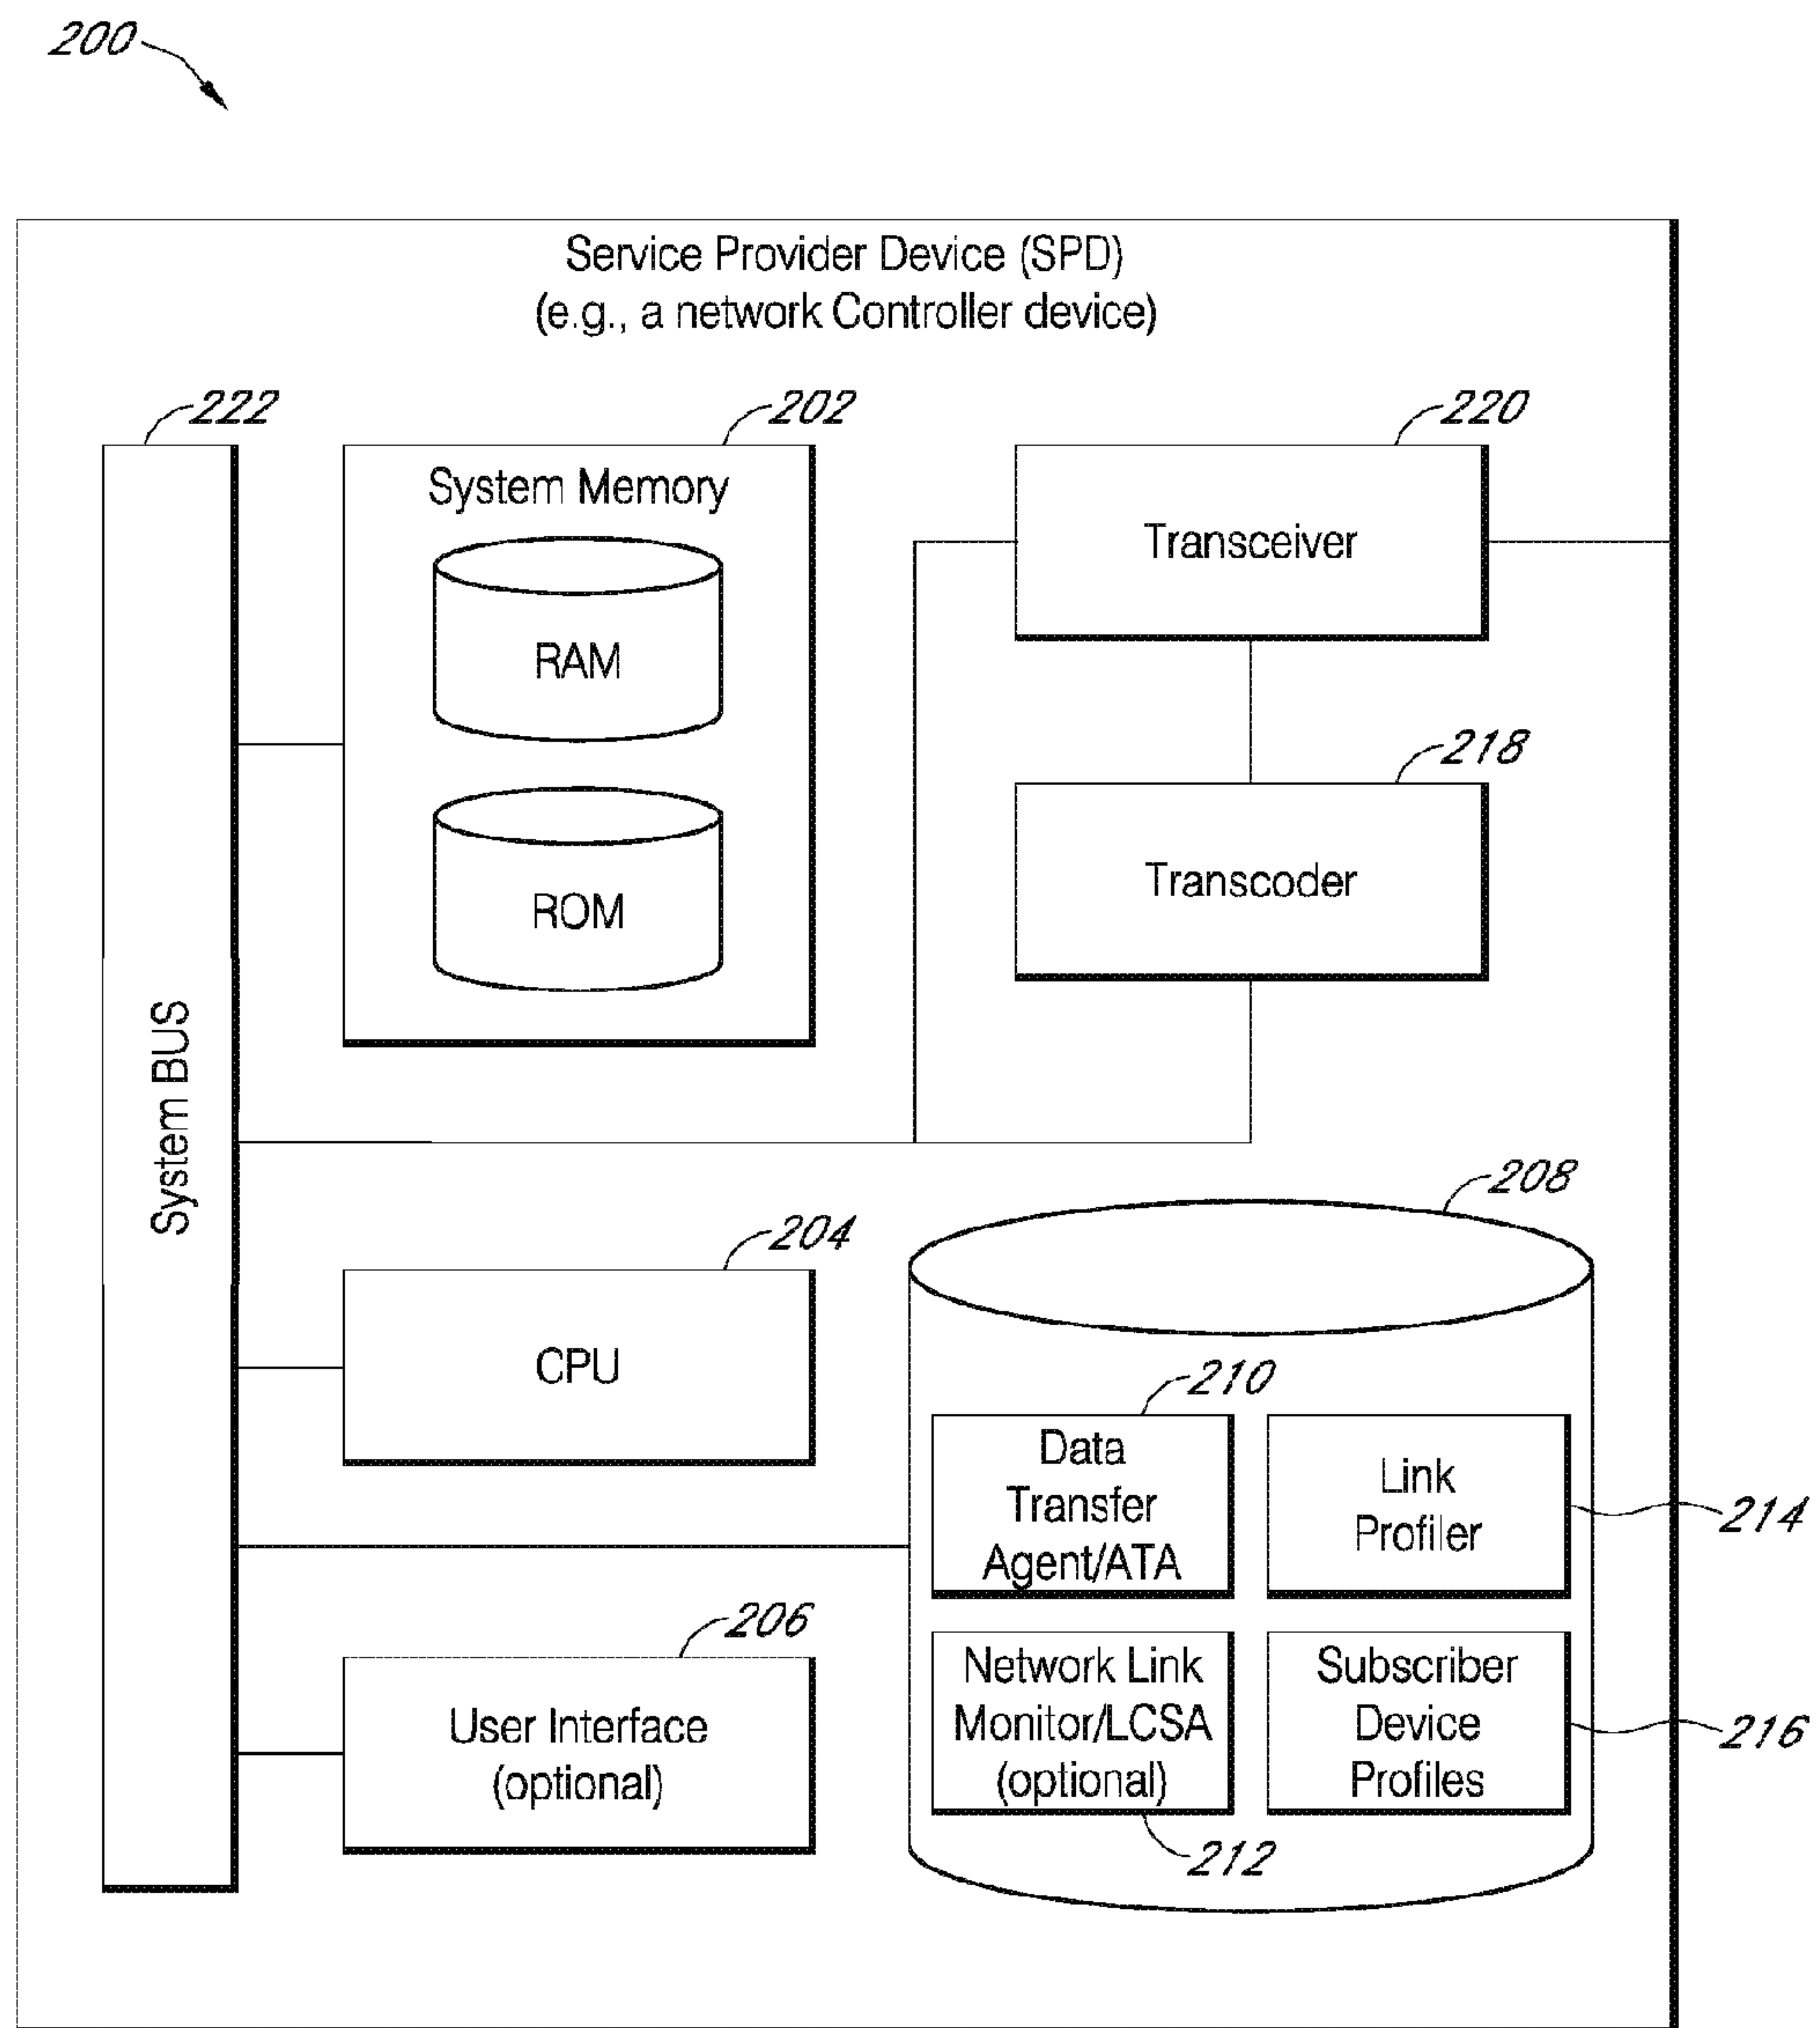 200
Service Provider Device (SPD)
(e.g., a network Controller device)
222
202
220
System Memory
Transceiver
RAM
218
ROM
Transcoder
System BUS
208
204
CPU
210
Data
Transfer
Agent/ATA
Link
Profiler
214
206
User Interface
(optional)
Network Link
Monitor/LCSA
(optional)
Subscriber
Device
Profiles
216
212